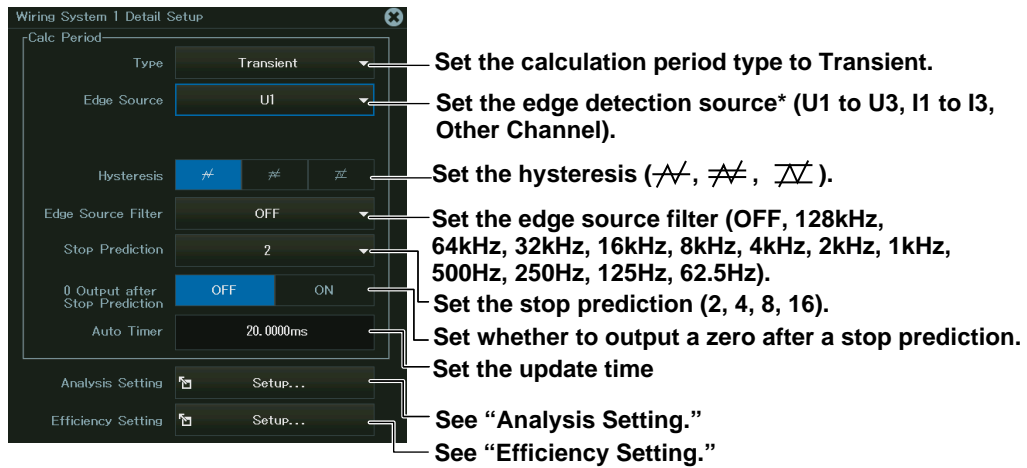 Wiring System 1 Detail Setup
Calc Period
Type
Transient
Set the calculation period type to Transient.
Edge Source
U1
Set the edge detection source* (U1 to U3, I1 to I3,
Other Channel).
Hysteresis
Set the hysteresis ( , , ).
Edge Source Filter
OFF
Set the edge source filter (OFF, 128kHz,
64kHz, 32kHz, 16kHz, 8kHz, 4kHz, 2kHz, 1kHz,
500Hz, 250Hz, 125Hz, 62.5Hz).
Stop Prediction
2
Set the stop prediction (2, 4, 8, 16).
0 Output after
Stop Prediction
OFF
ON
Set whether to output a zero after a stop prediction.
Auto Timer
20.0000ms
Set the update time
Analysis Setting
Setup...
See “Analysis Setting.”
Efficiency Setting
Setup...
See “Efficiency Setting.”